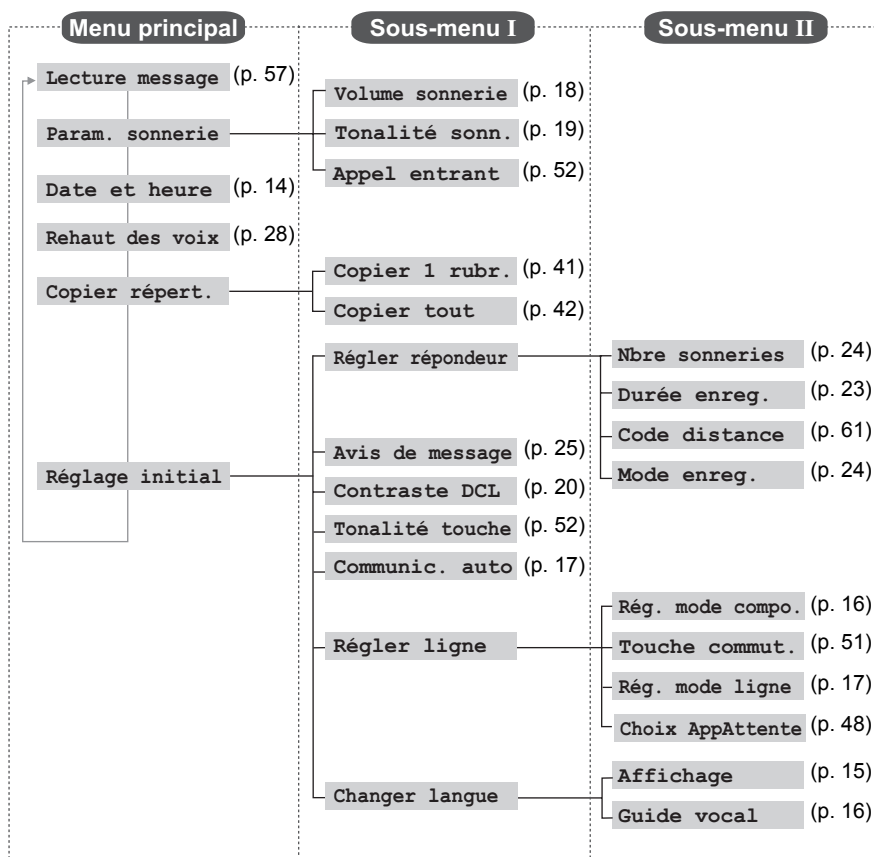 Menu principal
Sous-menu I
Sous-menu II
Lecture message (p. 57)
Param. sonnerie
Volume sonnerie (p. 18)
Tonalité sonn. (p. 19)
Appel entrant (p. 52)
Date et heure (p. 14)
Rehaut des voix (p. 28)
Copier répert.
Copier 1 rubr. (p. 41)
Copier tout (p. 42)
Réglage initial
Régler répondeur
Nbre sonneries (p. 24)
Durée enreg. (p. 23)
Code distance (p. 61)
Mode enreg. (p. 24)
Avis de message (p. 25)
Contraste DCL (p. 20)
Tonalité touche (p. 52)
Communic. auto (p. 17)
Régler ligne
Rég. mode compo. (p. 16)
Touche commut. (p. 51)
Rég. mode ligne (p. 17)
Choix AppAttente (p. 48)
Changer langue
Affichage (p. 15)
Guide vocal (p. 16)